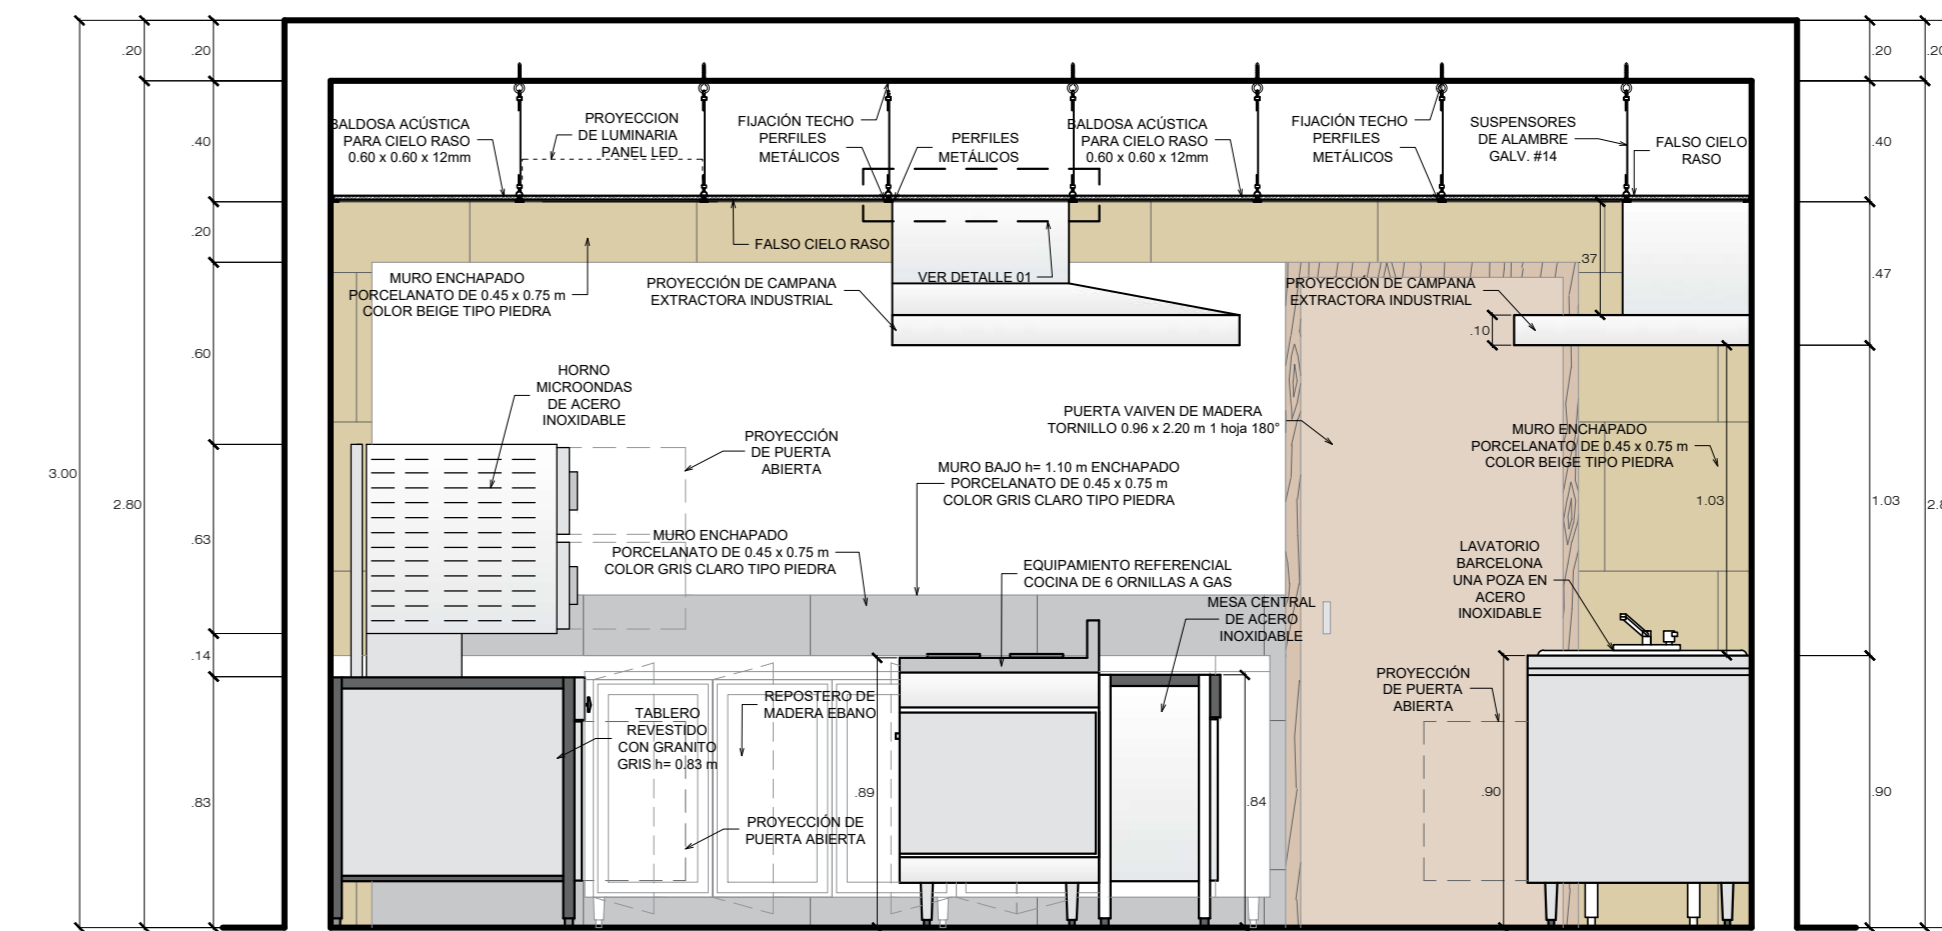 .20
.20
.20
.20
BALDOSA ACÚSTICA
PARA CIELO RASO
0.60 x 0.60 x 12mm
PROYECCION
DE LUMINARIA
PANEL LED
FIJACIÓN TECHO
PERFILES
METÁLICOS
PERFILES
METÁLICOS
BALDOSA ACÚSTICA
PARA CIELO RASO
0.60 x 0.60 x 12mm
FIJACIÓN TECHO
PERFILES
METÁLICOS
SUSPENSORES
DE ALAMBRE
GALV. #14
FALSO CIELO
RASO
.40
.40
.20
FALSO CIELO RASO
VER DETALLE 01
MURO ENCHAPADO
PORCELANATO DE 0.45 x 0.75 m
COLOR BEIGE TIPO PIEDRA
PROYECCIÓN DE CAMPANA
EXTRACTORA INDUSTRIAL
PROYECCIÓN DE CAMPANA
EXTRACTORA INDUSTRIAL
.37
.47
.10
.60
HORNO
MICROONDAS
DE ACERO
INOXIDABLE
PROYECCIÓN
DE PUERTA
ABIERTA
PUERTA VAIVEN DE MADERA
TORNILLO 0.96 x 2.20 m 1 hoja 180°
MURO ENCHAPADO
PORCELANATO DE 0.45 x 0.75 m
COLOR BEIGE TIPO PIEDRA
MURO BAJO h= 1.10 m ENCHAPADO
PORCELANATO DE 0.45 x 0.75 m
COLOR GRIS CLARO TIPO PIEDRA
3.00
2.80
1.03
1.03
.63
MURO ENCHAPADO
PORCELANATO DE 0.45 x 0.75 m
COLOR GRIS CLARO TIPO PIEDRA
EQUIPAMIENTO REFERENCIAL
COCINA DE 6 ORNILLAS A GAS
LAVATORIO
BARCELONA
UNA POZA EN
ACERO
INOXIDABLE
MESA CENTRAL
DE ACERO
INOXIDABLE
.14
PROYECCIÓN
DE PUERTA
ABIERTA
REPOSTERO DE
MADERA EBANO
TABLERO
REVESTIDO
CON GRANITO
GRIS h= 0.83 m
.83
.89
.84
.90
.90
PROYECCIÓN DE
PUERTA ABIERTA